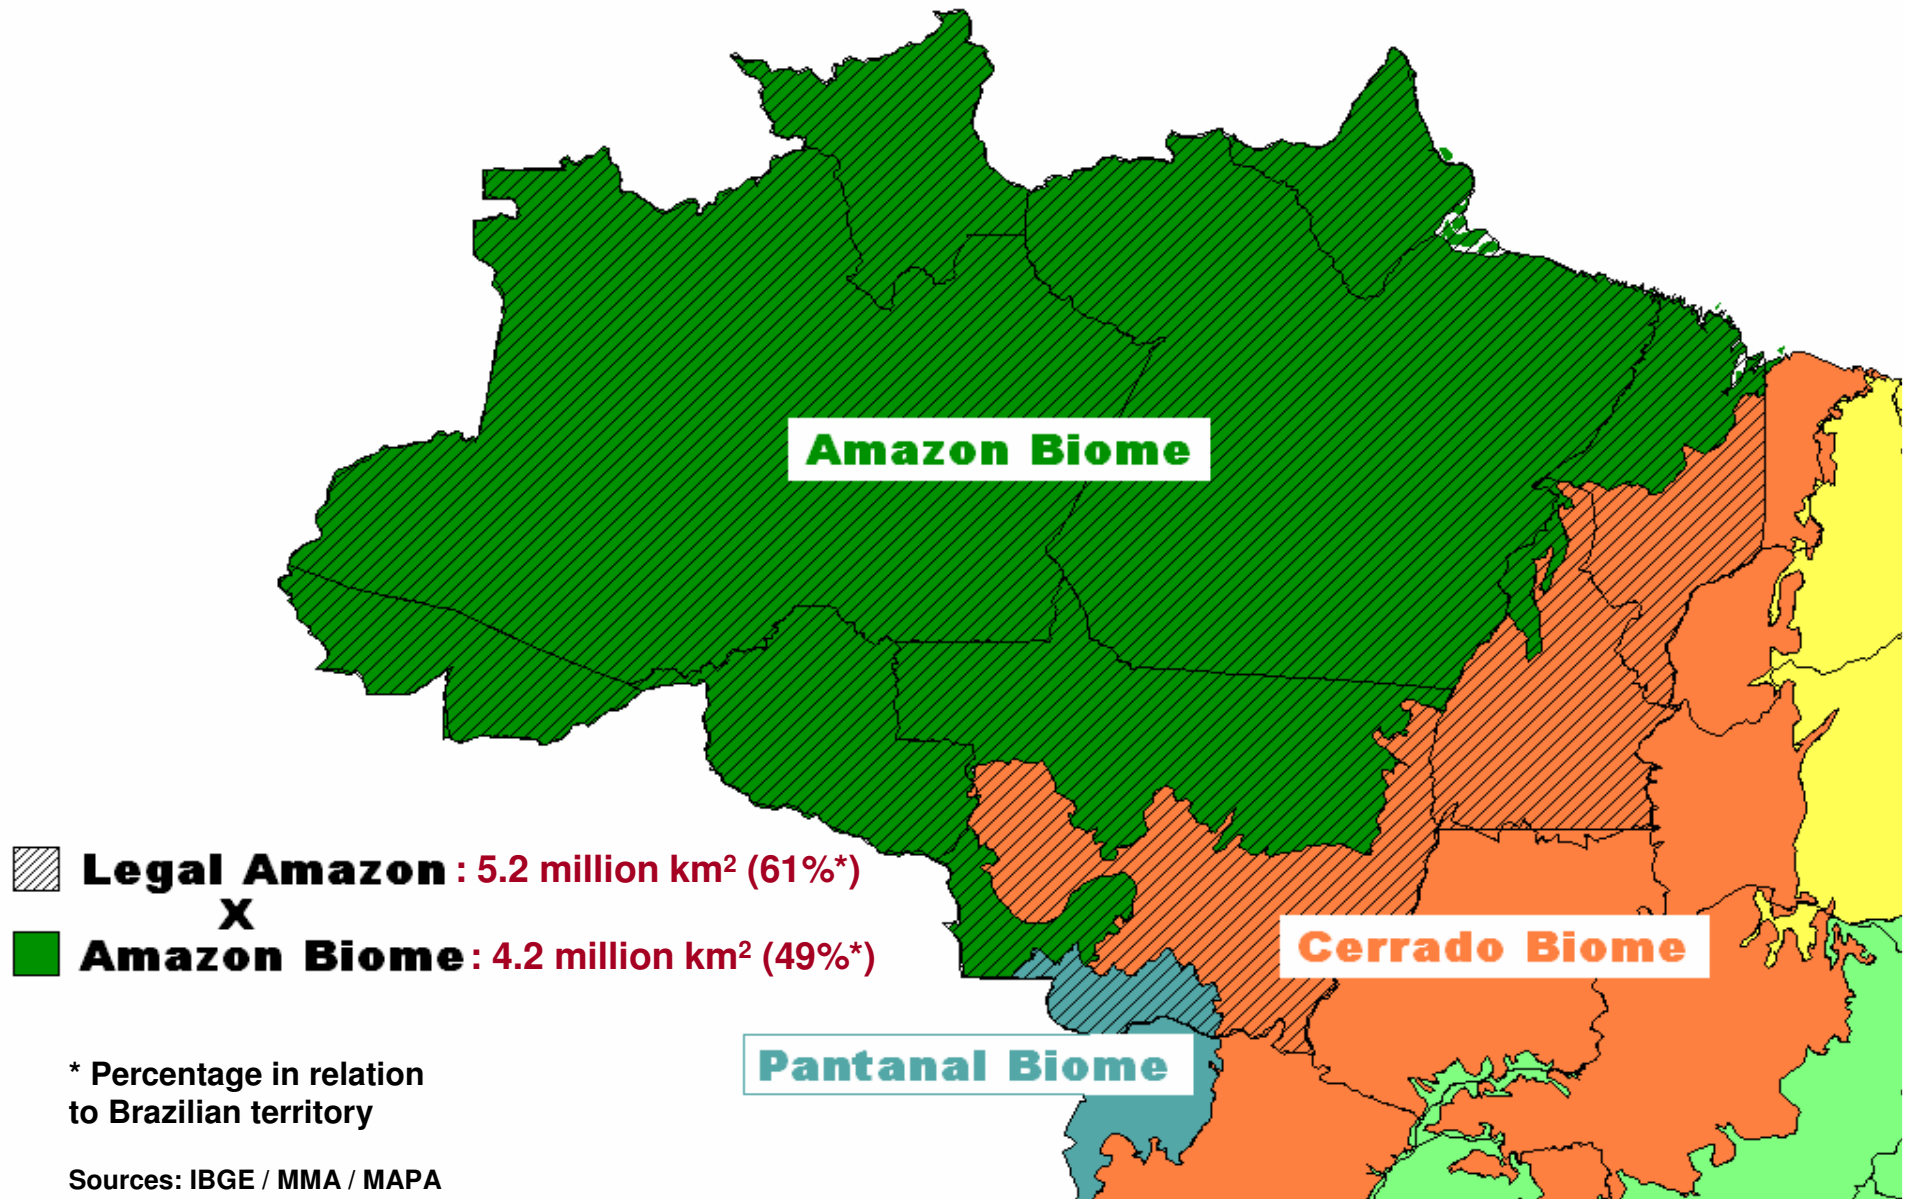 Amazon Biome
Legal Amazon : 5.2 million km² (61%*)
X
Amazon Biome : 4.2 million km² (49%*)
Cerrado Biome
Pantanal Biome
* Percentage in relation
to Brazilian territory
Sources: IBGE / MMA / MAPA